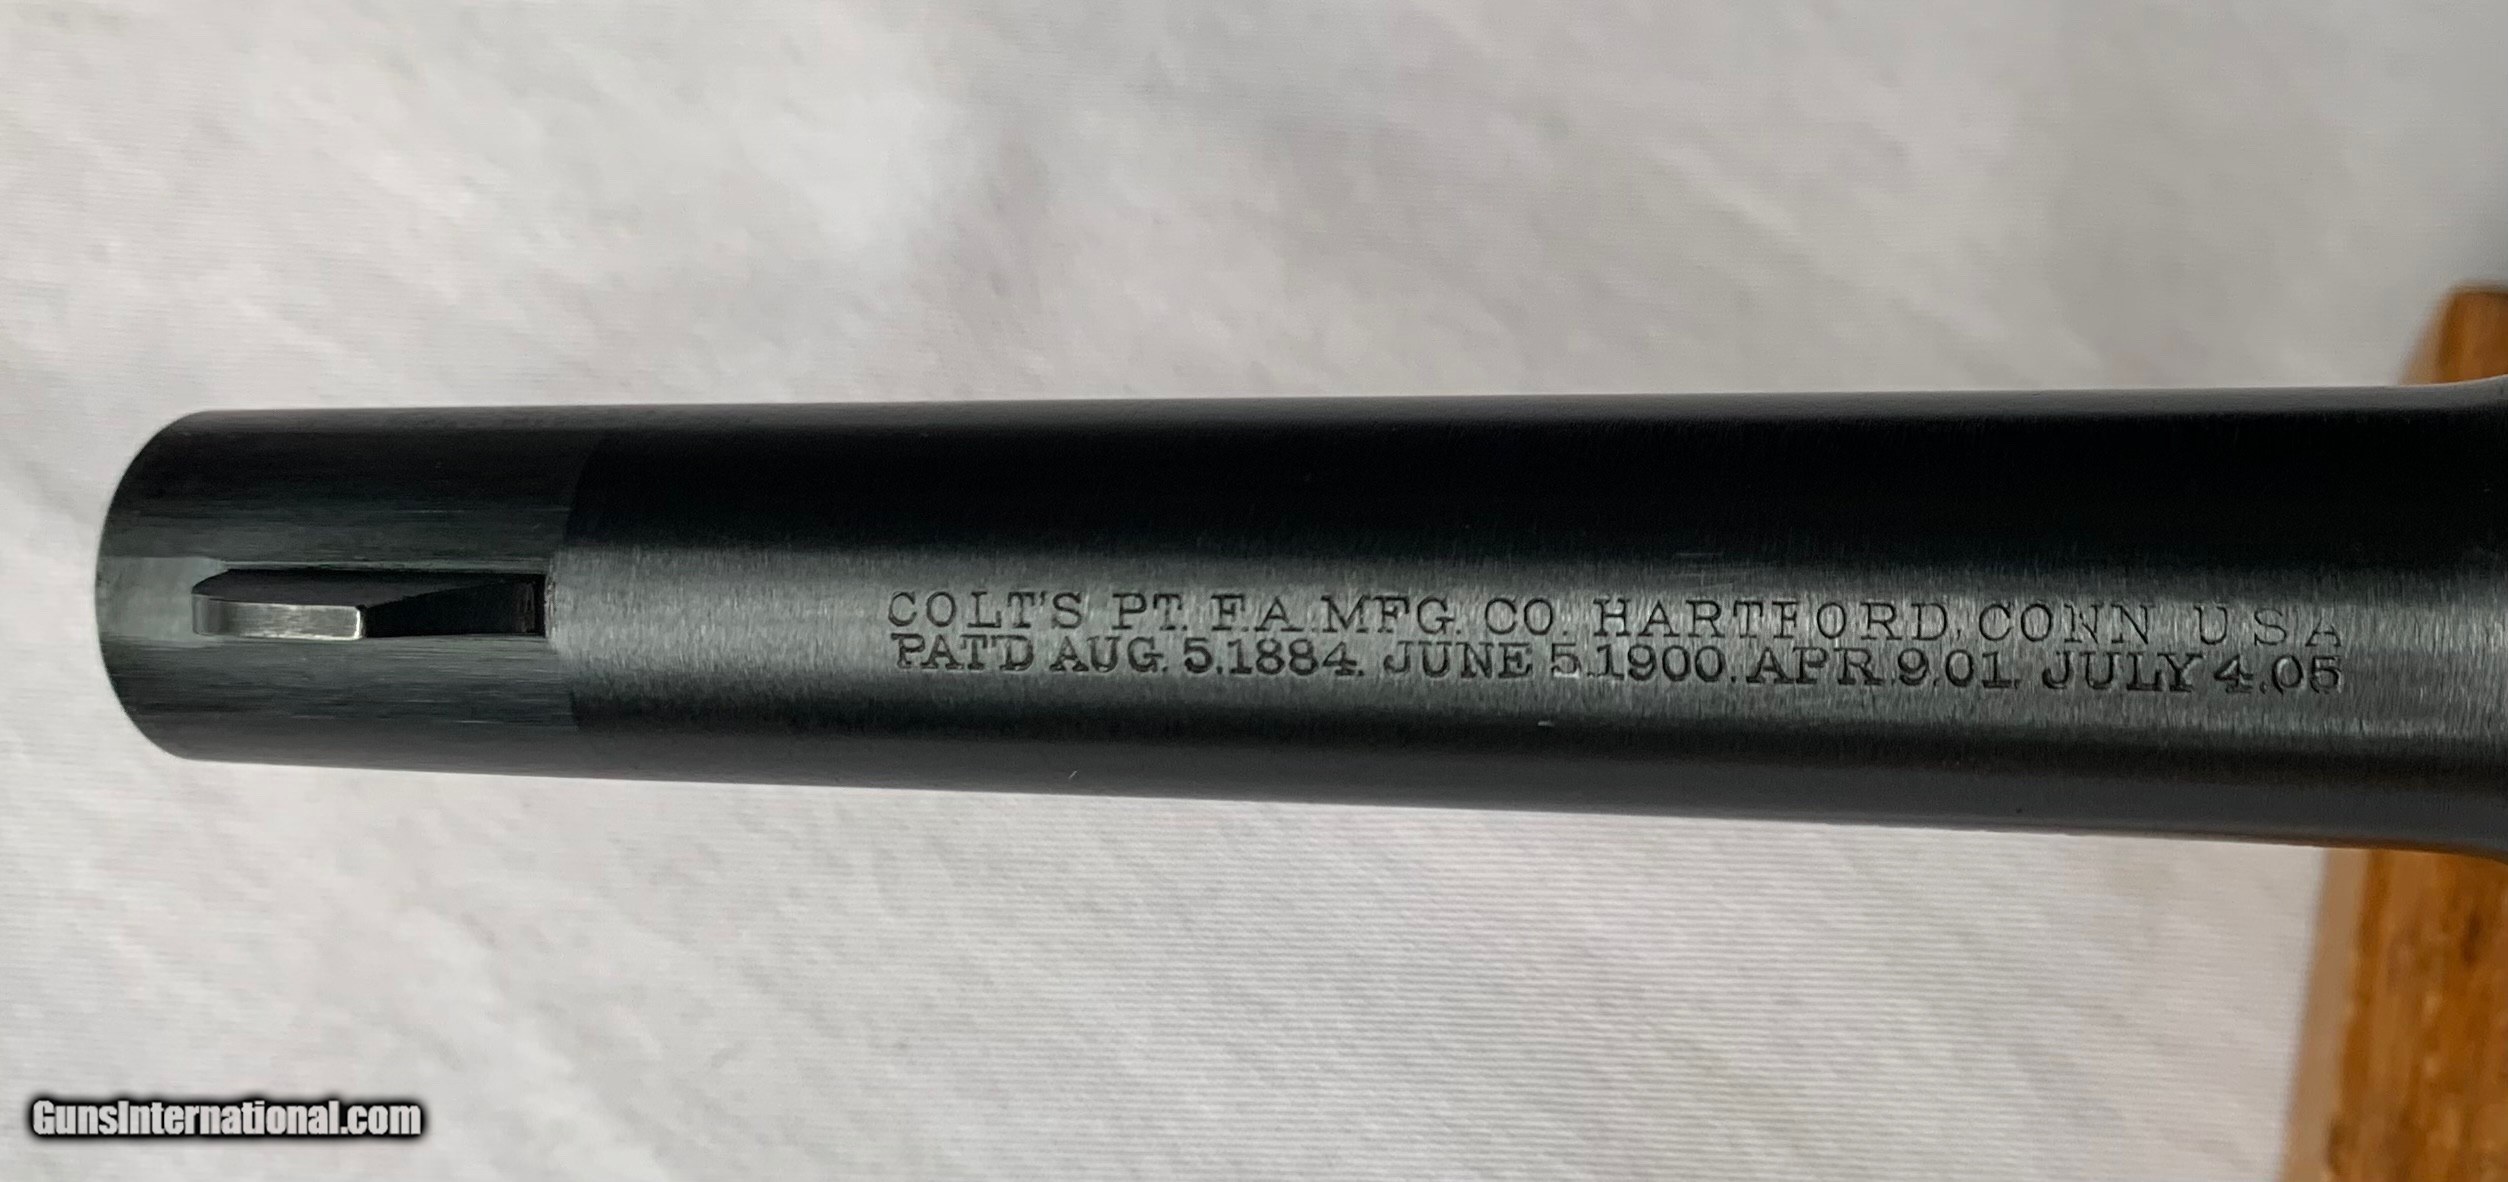 COLT'S PT. F.A. MFG. CO. HARTFORD, CONN. U.S.A.
PAT'D AUG. 5.1884. JUNE 5.1900. APR. 9.01. JULY 4.05
GunsInternational.com